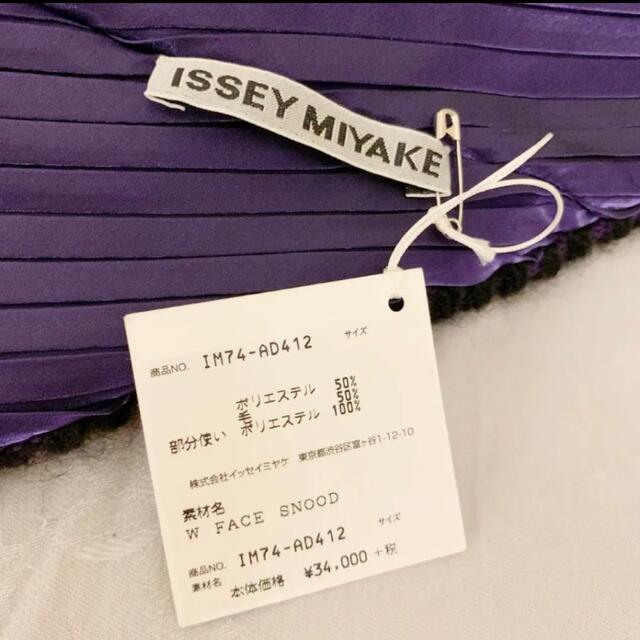 ISSEY MIYAKE
商品NO. IM74-AD412 サイズ
ポリエステル 50%
毛 50%
部分使い ポリエステル 100%
株式会社イッセイミヤケ 東京都渋谷区富ヶ谷1-12-10
素材名
W FACE SNOOD
商品NO. IM74-AD412 サイズ
素材名 本体価格 ¥34,000 +税